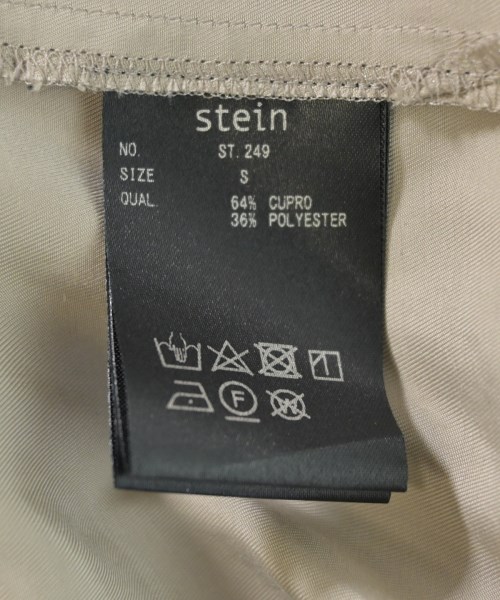 stein
NO. ST.249
SIZE S
QUAL. 64% CUPRO
36% POLYESTER
F
W